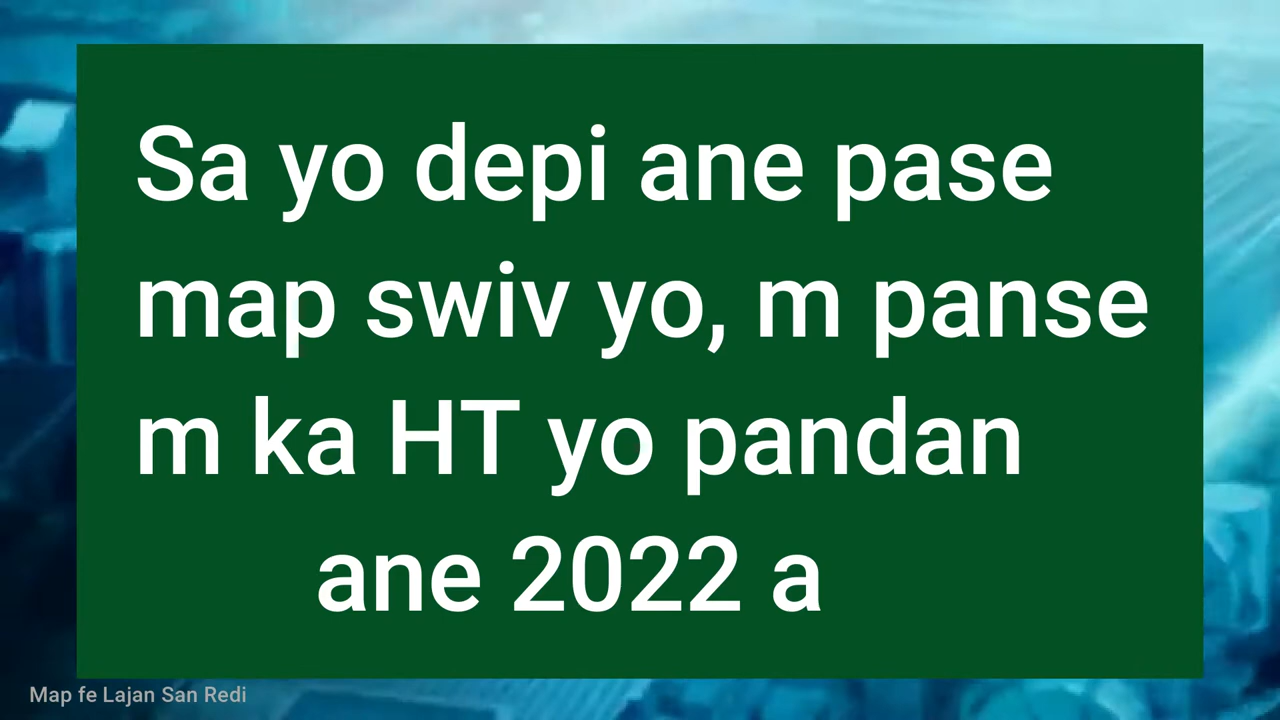 Sa yo depi ane pase
map swiv yo, m panse
m ka HT yo pandan
ane 2022 a
Map fe Lajan San Redi